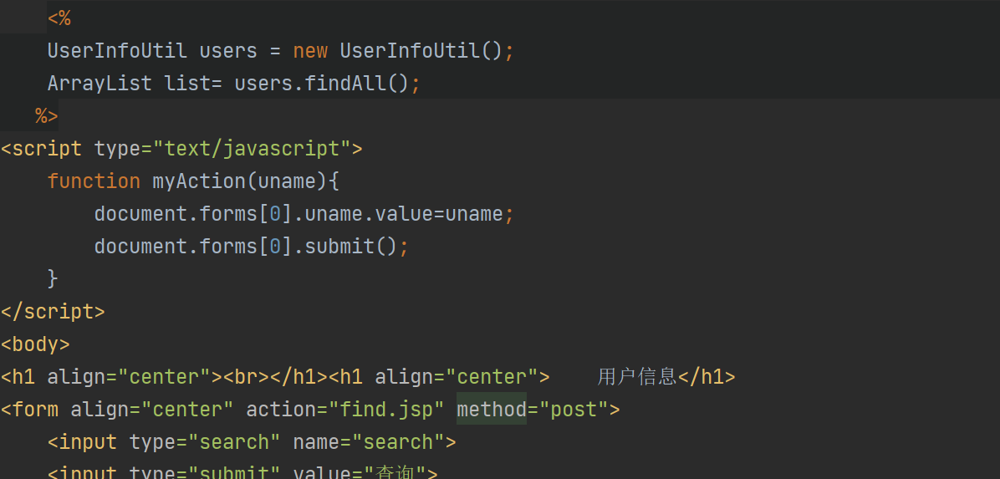 <%
UserInfoUtil users = new UserInfoUtil();
ArrayList list= users.findAll();
%>
<script type="text/javascript">
function myAction(uname){
document.forms[0].uname.value=uname;
document.forms[0].submit();
}
</script>
<body>
<h1 align="center"><br></h1><h1 align="center">    用户信息</h1>
<form align="center" action="find.jsp" method="post">
<input type="search" name="search">
<input type="submit" value="查询">